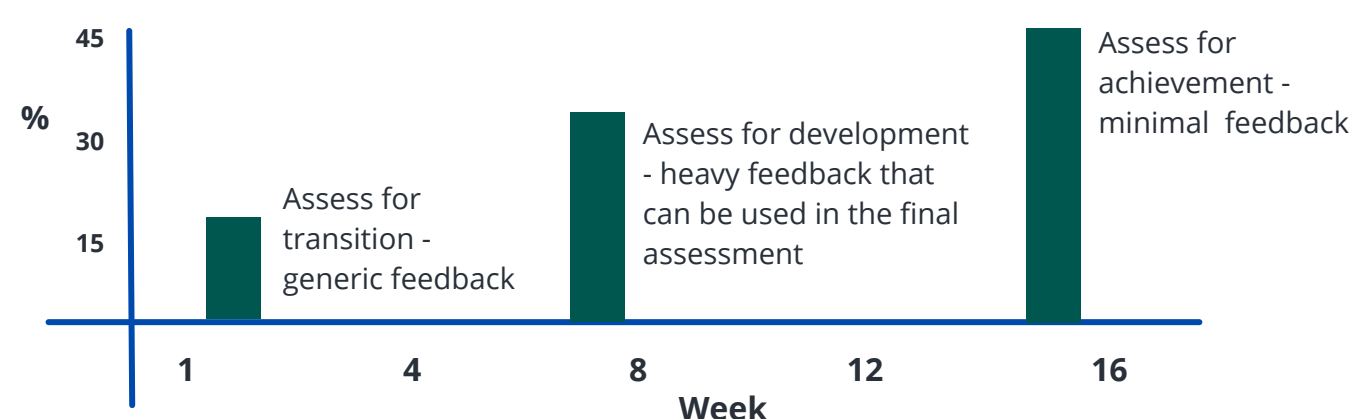 45
%
30
15
Assess for
transition -
generic feedback
Assess for development
- heavy feedback that
can be used in the final
assessment
Assess for
achievement -
minimal  feedback
1 4 8 12 16
Week